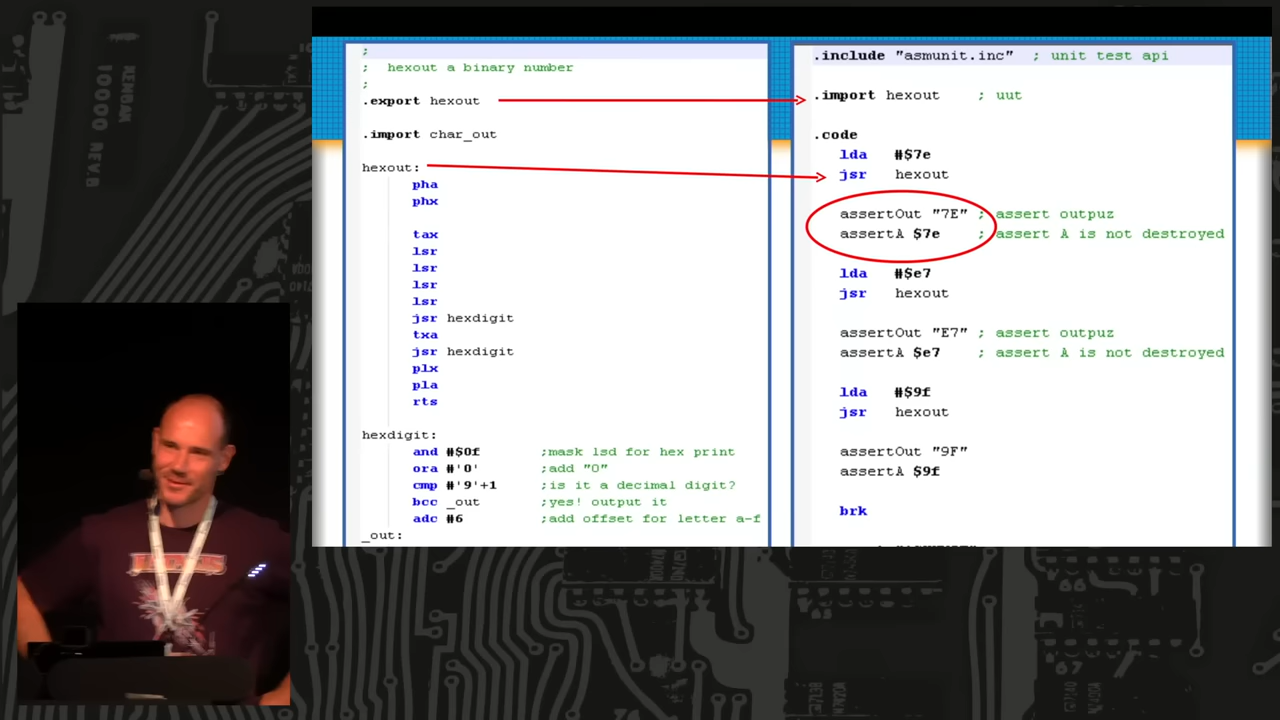 ;
; hexout a binary number
;
.export hexout
.import char_out
hexout:
pha
phx
tax
lsr
lsr
lsr
lsr
jsr hexdigit
txa
jsr hexdigit
plx
pla
rts
hexdigit:
and #$0f ;mask lsd for hex print
ora #'0' ;add "0"
cmp #'9'+1 ;is it a decimal digit?
bcc _out ;yes! output it
adc #6 ;add offset for letter a-f
_out:
.include "asmunit.inc" ; unit test api
.import hexout ; uut
.code
lda #$7e
jsr hexout
assertOut "7E" ; assert outpuz
assertA $7e ; assert A is not destroyed
lda #$e7
jsr hexout
assertOut "E7" ; assert outpuz
assertA $e7 ; assert A is not destroyed
lda #$9f
jsr hexout
assertOut "9F"
assertA $9f
brk
KENDAK
10000 REV.B